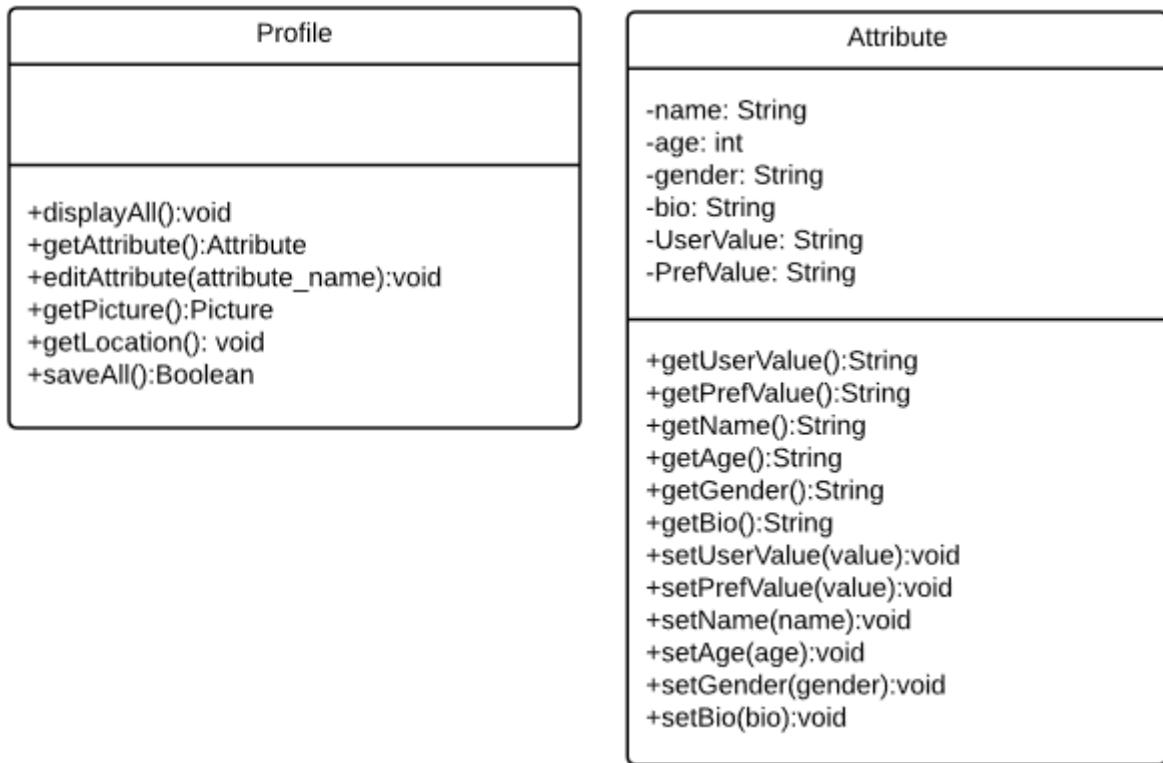 Profile
+displayAll():void
+getAttribute():Attribute
+editAttribute(attribute_name):void
+getPicture():Picture
+getLocation(): void
+saveAll():Boolean
Attribute
-name: String
-age: int
-gender: String
-bio: String
-UserValue: String
-PrefValue: String
+getUserValue():String
+getPrefValue():String
+getName():String
+getAge():String
+getGender():String
+getBio():String
+setUserValue(value):void
+setPrefValue(value):void
+setName(name):void
+setAge(age):void
+setGender(gender):void
+setBio(bio):void